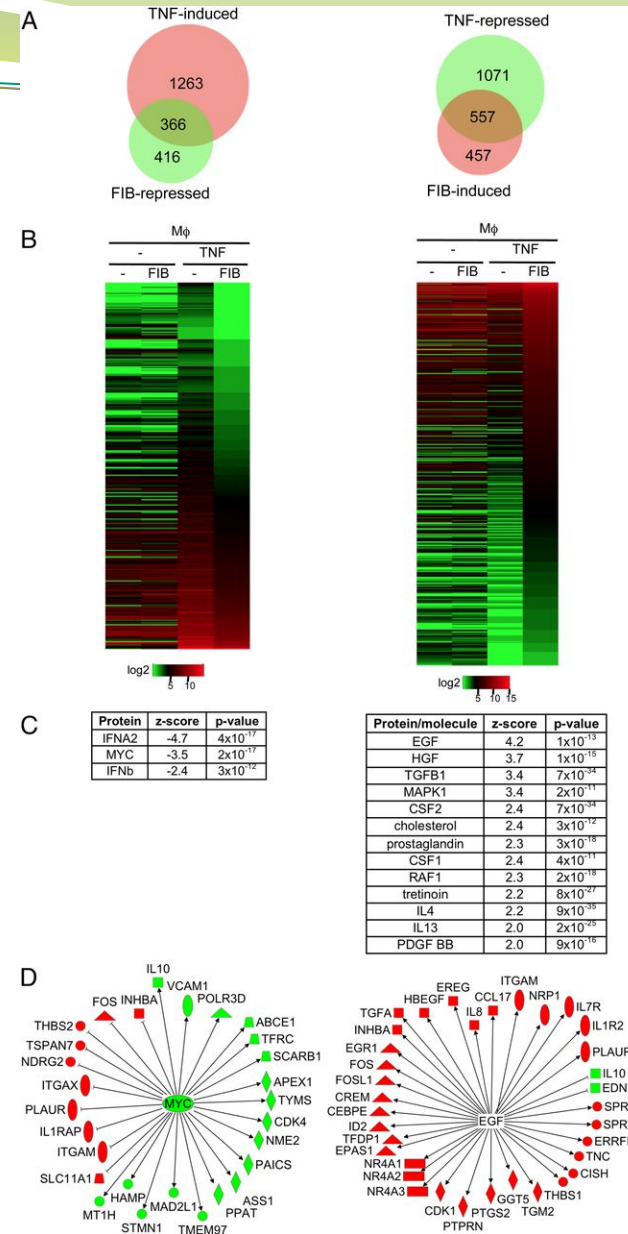 A
TNF-induced
1263
366
416
FIB-repressed
TNF-repressed
1071
557
457
FIB-induced
B
Mϕ
- TNF
- FIB - FIB
log2
5 10
Mϕ
- TNF
- FIB - FIB
log2
5 10 15
C
Protein z-score p-value
IFNA2 -4.7 4x10⁻¹⁷
MYC -3.5 2x10⁻¹⁷
IFNb -2.4 3x10⁻¹²
Protein/molecule z-score p-value
EGF 4.2 1x10⁻¹³
HGF 3.7 1x10⁻¹⁵
TGFB1 3.4 7x10⁻³⁴
MAPK1 3.4 2x10⁻¹¹
CSF2 2.4 7x10⁻³⁴
cholesterol 2.4 3x10⁻¹²
prostaglandin 2.3 3x10⁻¹⁸
CSF1 2.4 4x10⁻¹¹
RAF1 2.3 2x10⁻¹⁸
tretinoin 2.2 8x10⁻²⁷
IL4 2.2 9x10⁻³⁵
IL13 2.0 2x10⁻²⁵
PDGF BB 2.0 9x10⁻¹⁶
D
IL10
VCAM1
POLR3D
ABCE1
TFRC
SCARB1
APEX1
TYMS
CDK4
NME2
PAICS
ASS1
PPAT
TMEM97
MAD2L1
STMN1
HAMP
MT1H
SLC11A1
ITGAM
IL1RAP
PLAUR
ITGAX
NDRG2
TSPAN7
THBS2
FOS
INHBA
MYC
EREG
CCL17
ITGAM
NRP1
IL7R
IL1R2
PLAUR
IL10
EDN
SPR
SPR
ERRF
TNC
CISH
THBS1
TGM2
GGT5
PTGS2
PTPRN
CDK1
NR4A3
NR4A2
NR4A1
EPAS1
TFDP1
ID2
CEBPE
CREM
FOSL1
FOS
EGR1
INHBA
TGFA
HBEGF
IL8
EGF